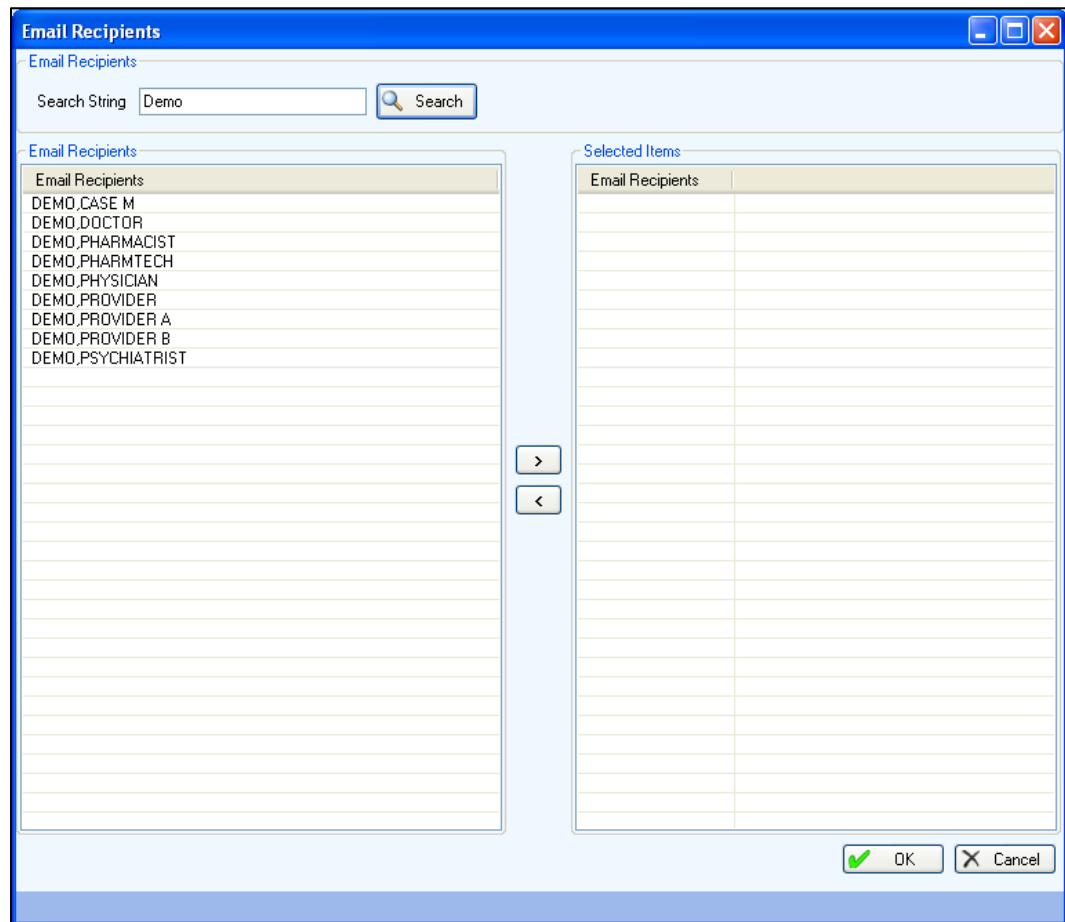 Email Recipients
Email Recipients
Search String Demo Search
Email Recipients
Email Recipients
DEMO,CASE M
DEMO,DOCTOR
DEMO,PHARMACIST
DEMO,PHARMTECH
DEMO,PHYSICIAN
DEMO,PROVIDER
DEMO,PROVIDER A
DEMO,PROVIDER B
DEMO,PSYCHIATRIST
>
<
Selected Items
Email Recipients
OK Cancel